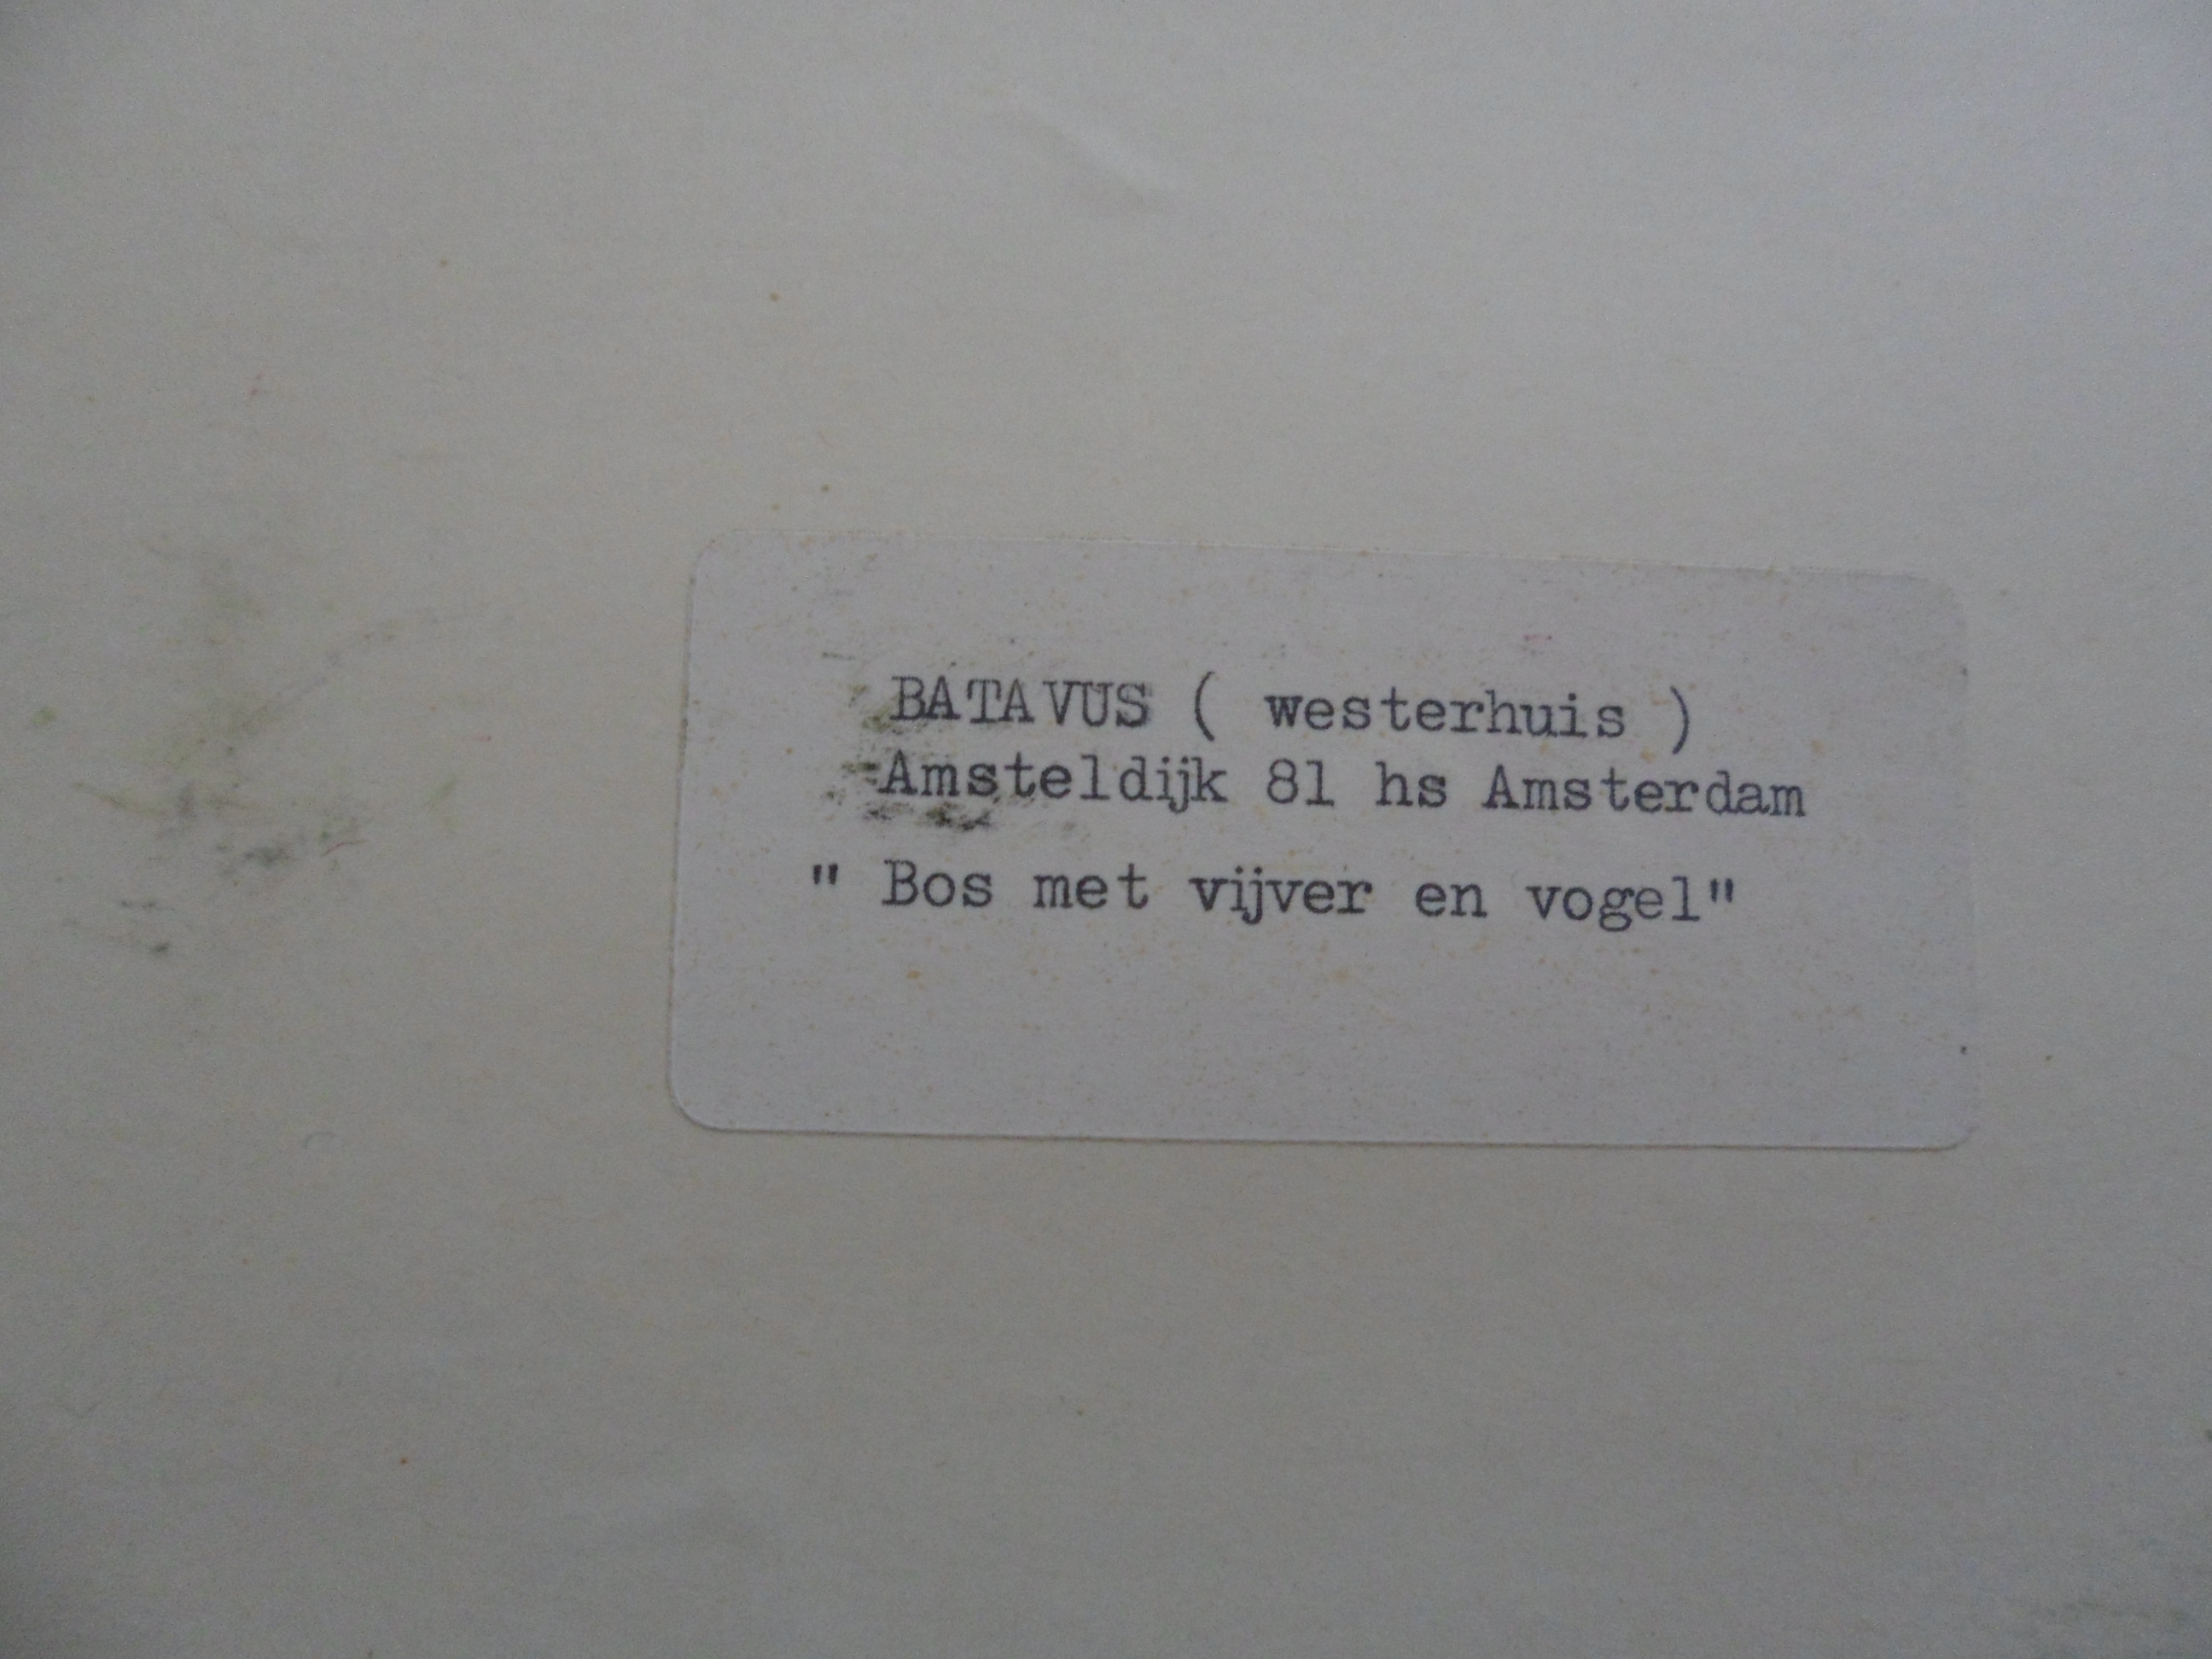 BATAVUS ( westerhuis )
Amsteldijk 81 hs Amsterdam
" Bos met vijver en vogel"